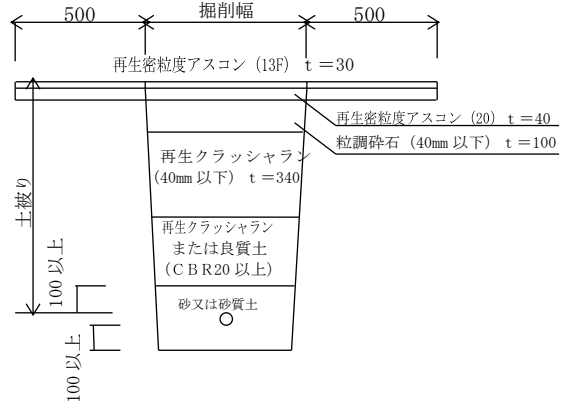 500
掘削幅
500
再生密粒度アスコン（13F） ｔ＝30
再生密粒度アスコン（20）ｔ＝40
粒調砕石（40mm 以下）ｔ＝100
再生クラッシャラン
（40mm 以下）ｔ＝340
土被り
再生クラッシャラン
または良質土
（ＣＢＲ20 以上）
100 以上
砂又は砂質土
100 以上